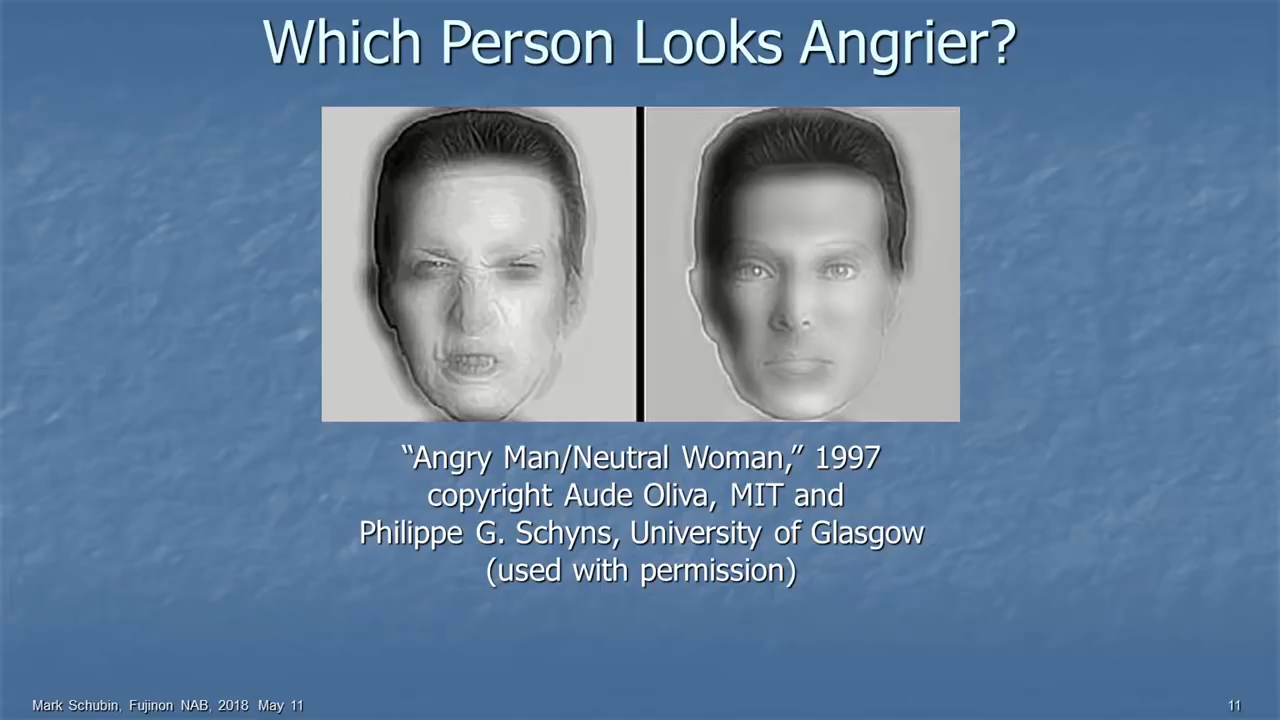 Which Person Looks Angrier?
“Angry Man/Neutral Woman,” 1997
copyright Aude Oliva, MIT and
Philippe G. Schyns, University of Glasgow
(used with permission)
Mark Schubin, Fujinon NAB, 2018 May 11
11